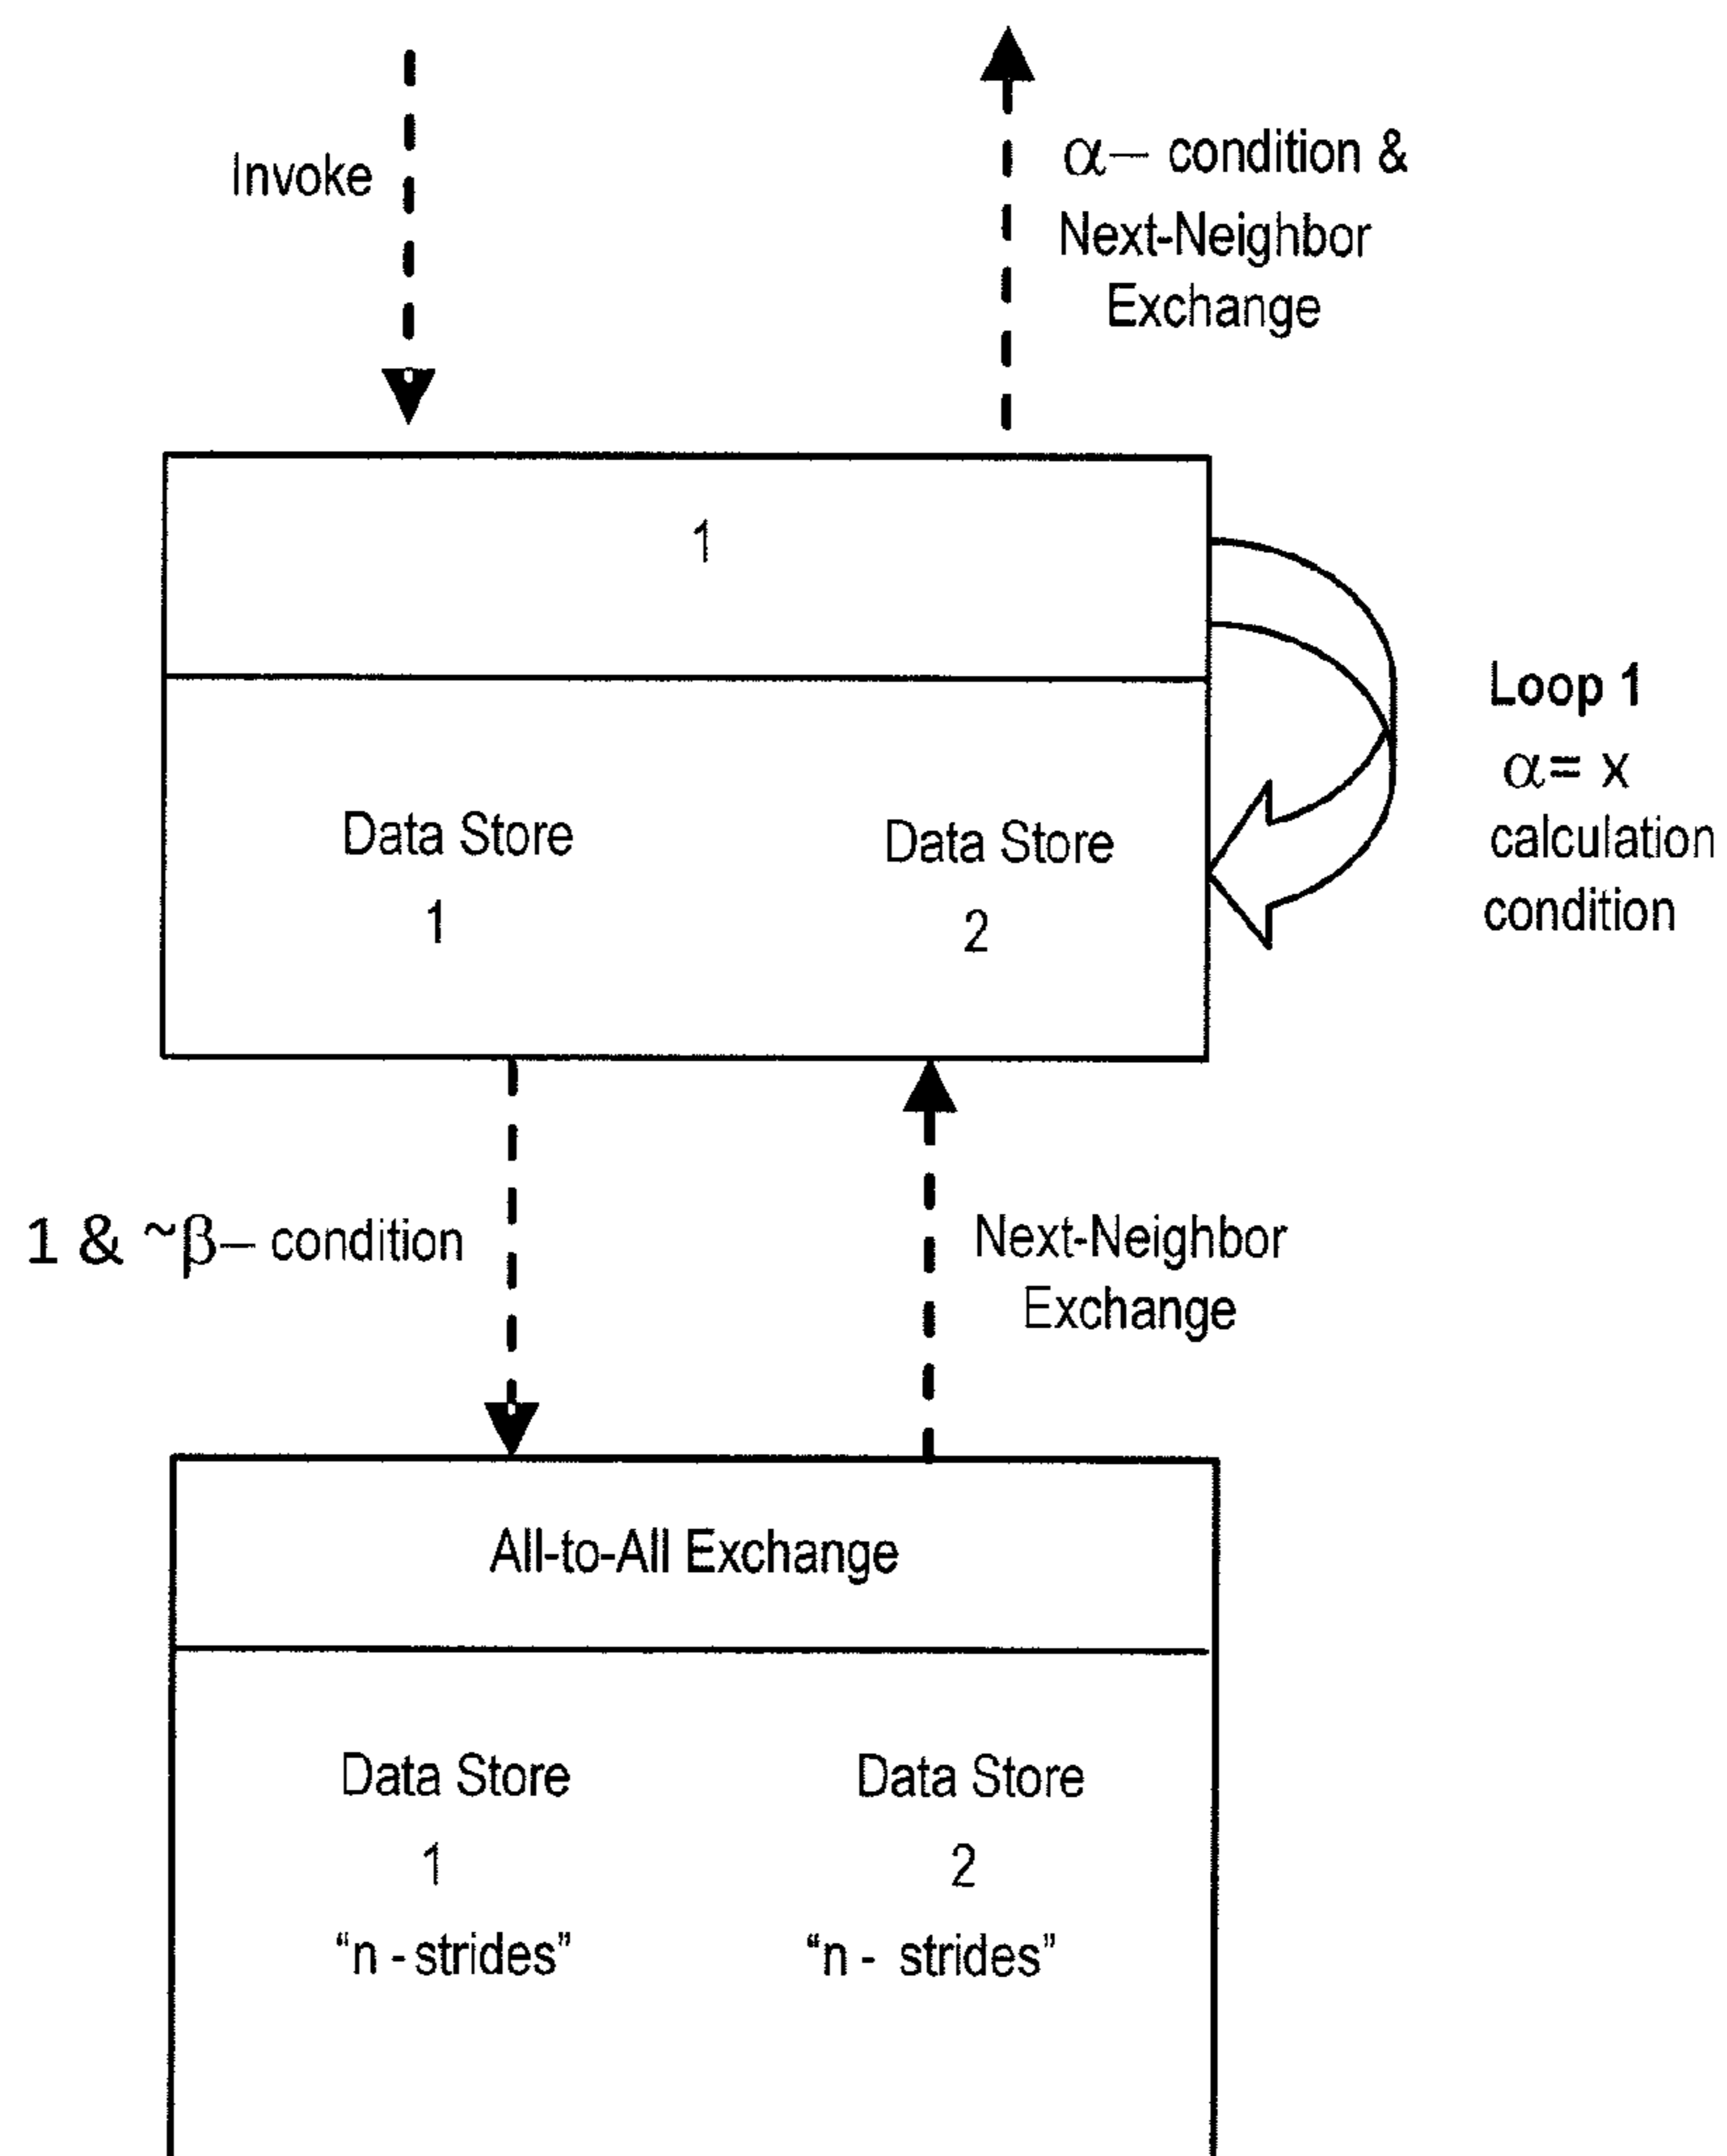 Invoke
α– condition &
Next-Neighbor
Exchange
1
Loop 1
α= x
calculation
condition
Data Store
1
Data Store
2
1 & ~β– condition
Next-Neighbor
Exchange
All-to-All Exchange
Data Store
1
"n - strides"
Data Store
2
"n - strides"